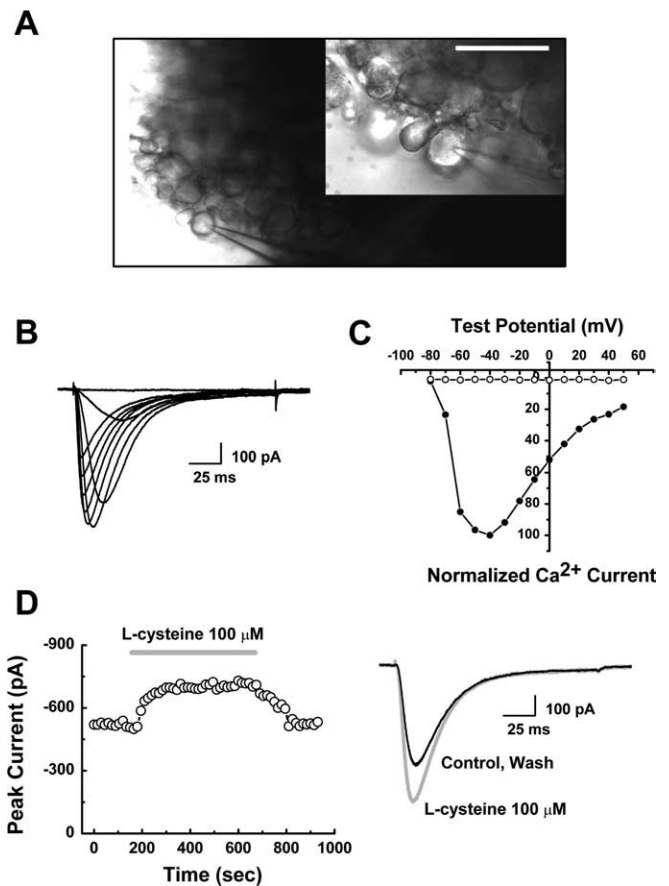 A
B
100 pA
25 ms
C
Test Potential (mV)
-100 -80 -60 -40 -20 0 20 40 60
20
40
60
80
100
Normalized Ca2+ Current
D
L-cysteine 100 μM
Peak Current (pA)
-900
-600
-300
0
0 200 400 600 800 1000
Time (sec)
100 pA
25 ms
Control, Wash
L-cysteine 100 μM